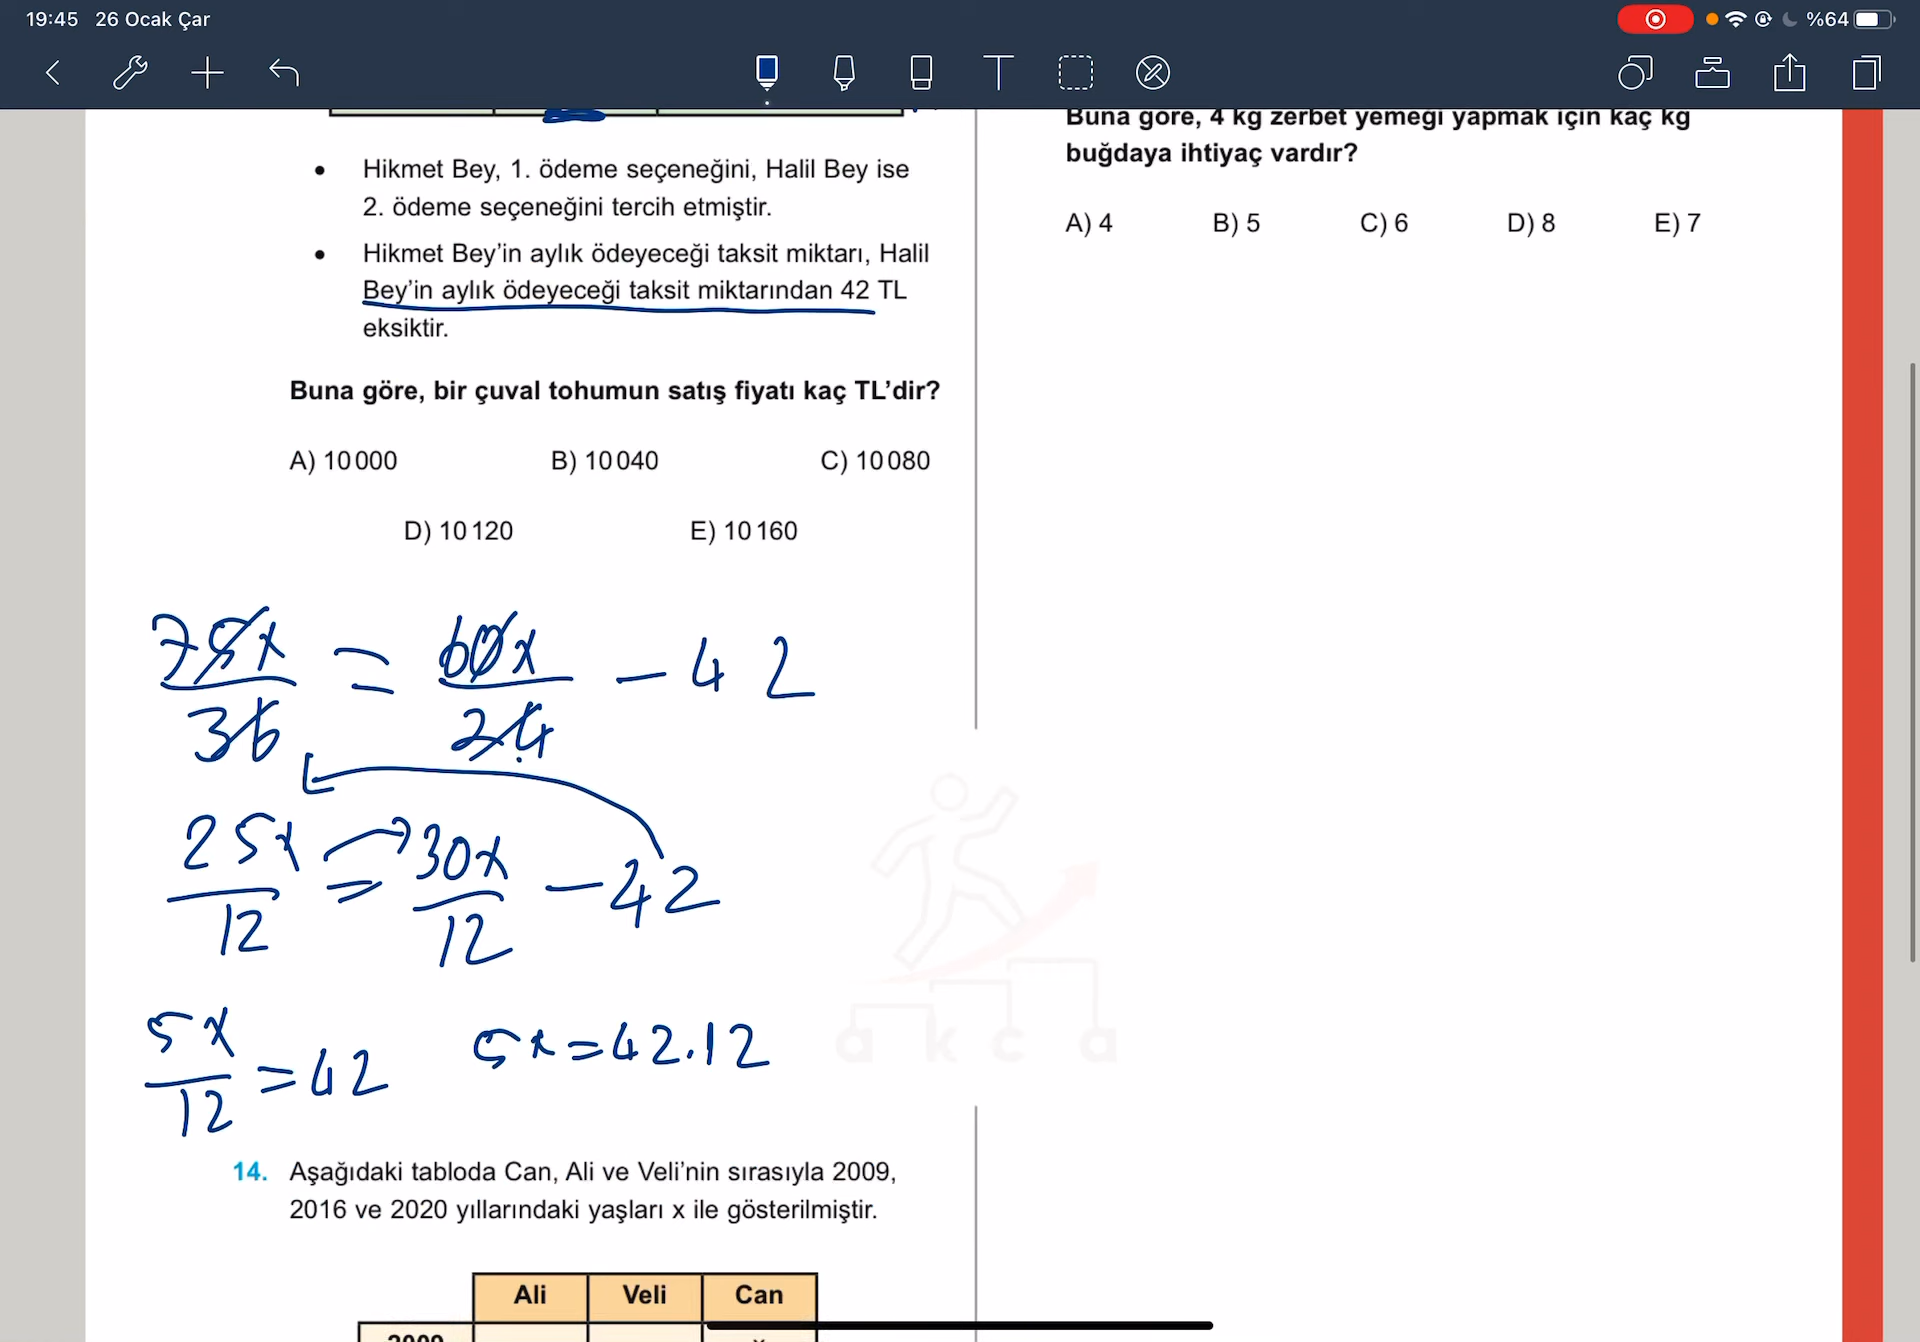 19:45 26 Ocak Çar
%64
T
Hikmet Bey, 1. ödeme seçeneğini, Halil Bey ise
2. ödeme seçeneğini tercih etmiştir.
Hikmet Bey'in aylık ödeyeceği taksit miktarı, Halil
Bey'in aylık ödeyeceği taksit miktarından 42 TL
eksiktir.
Buna göre, bir çuval tohumun satış fiyatı kaç TL'dir?
A) 10 000 B) 10 040 C) 10 080
D) 10 120 E) 10 160
75x/36 = 60x/24 - 42
25x/12 = 30x/12 - 42
5x/12 = 42 5x = 42.12
14. Aşağıdaki tabloda Can, Ali ve Veli'nin sırasıyla 2009,
2016 ve 2020 yıllarındaki yaşları x ile gösterilmiştir.
Ali Veli Can
2009 x
Buna göre, 4 kg zerbet yemeği yapmak için kaç kg
buğdaya ihtiyaç vardır?
A) 4 B) 5 C) 6 D) 8 E) 7
akca